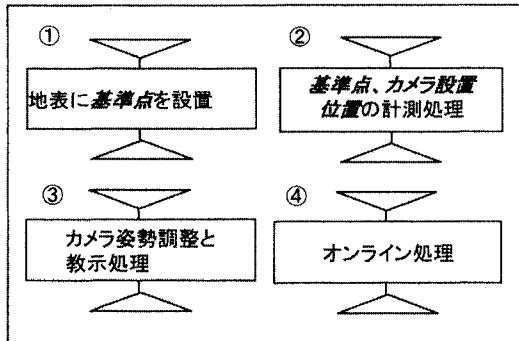 ①
地表に基準点を設置
②
基準点、カメラ設置
位置の計測処理
③
カメラ姿勢調整と
教示処理
④
オンライン処理